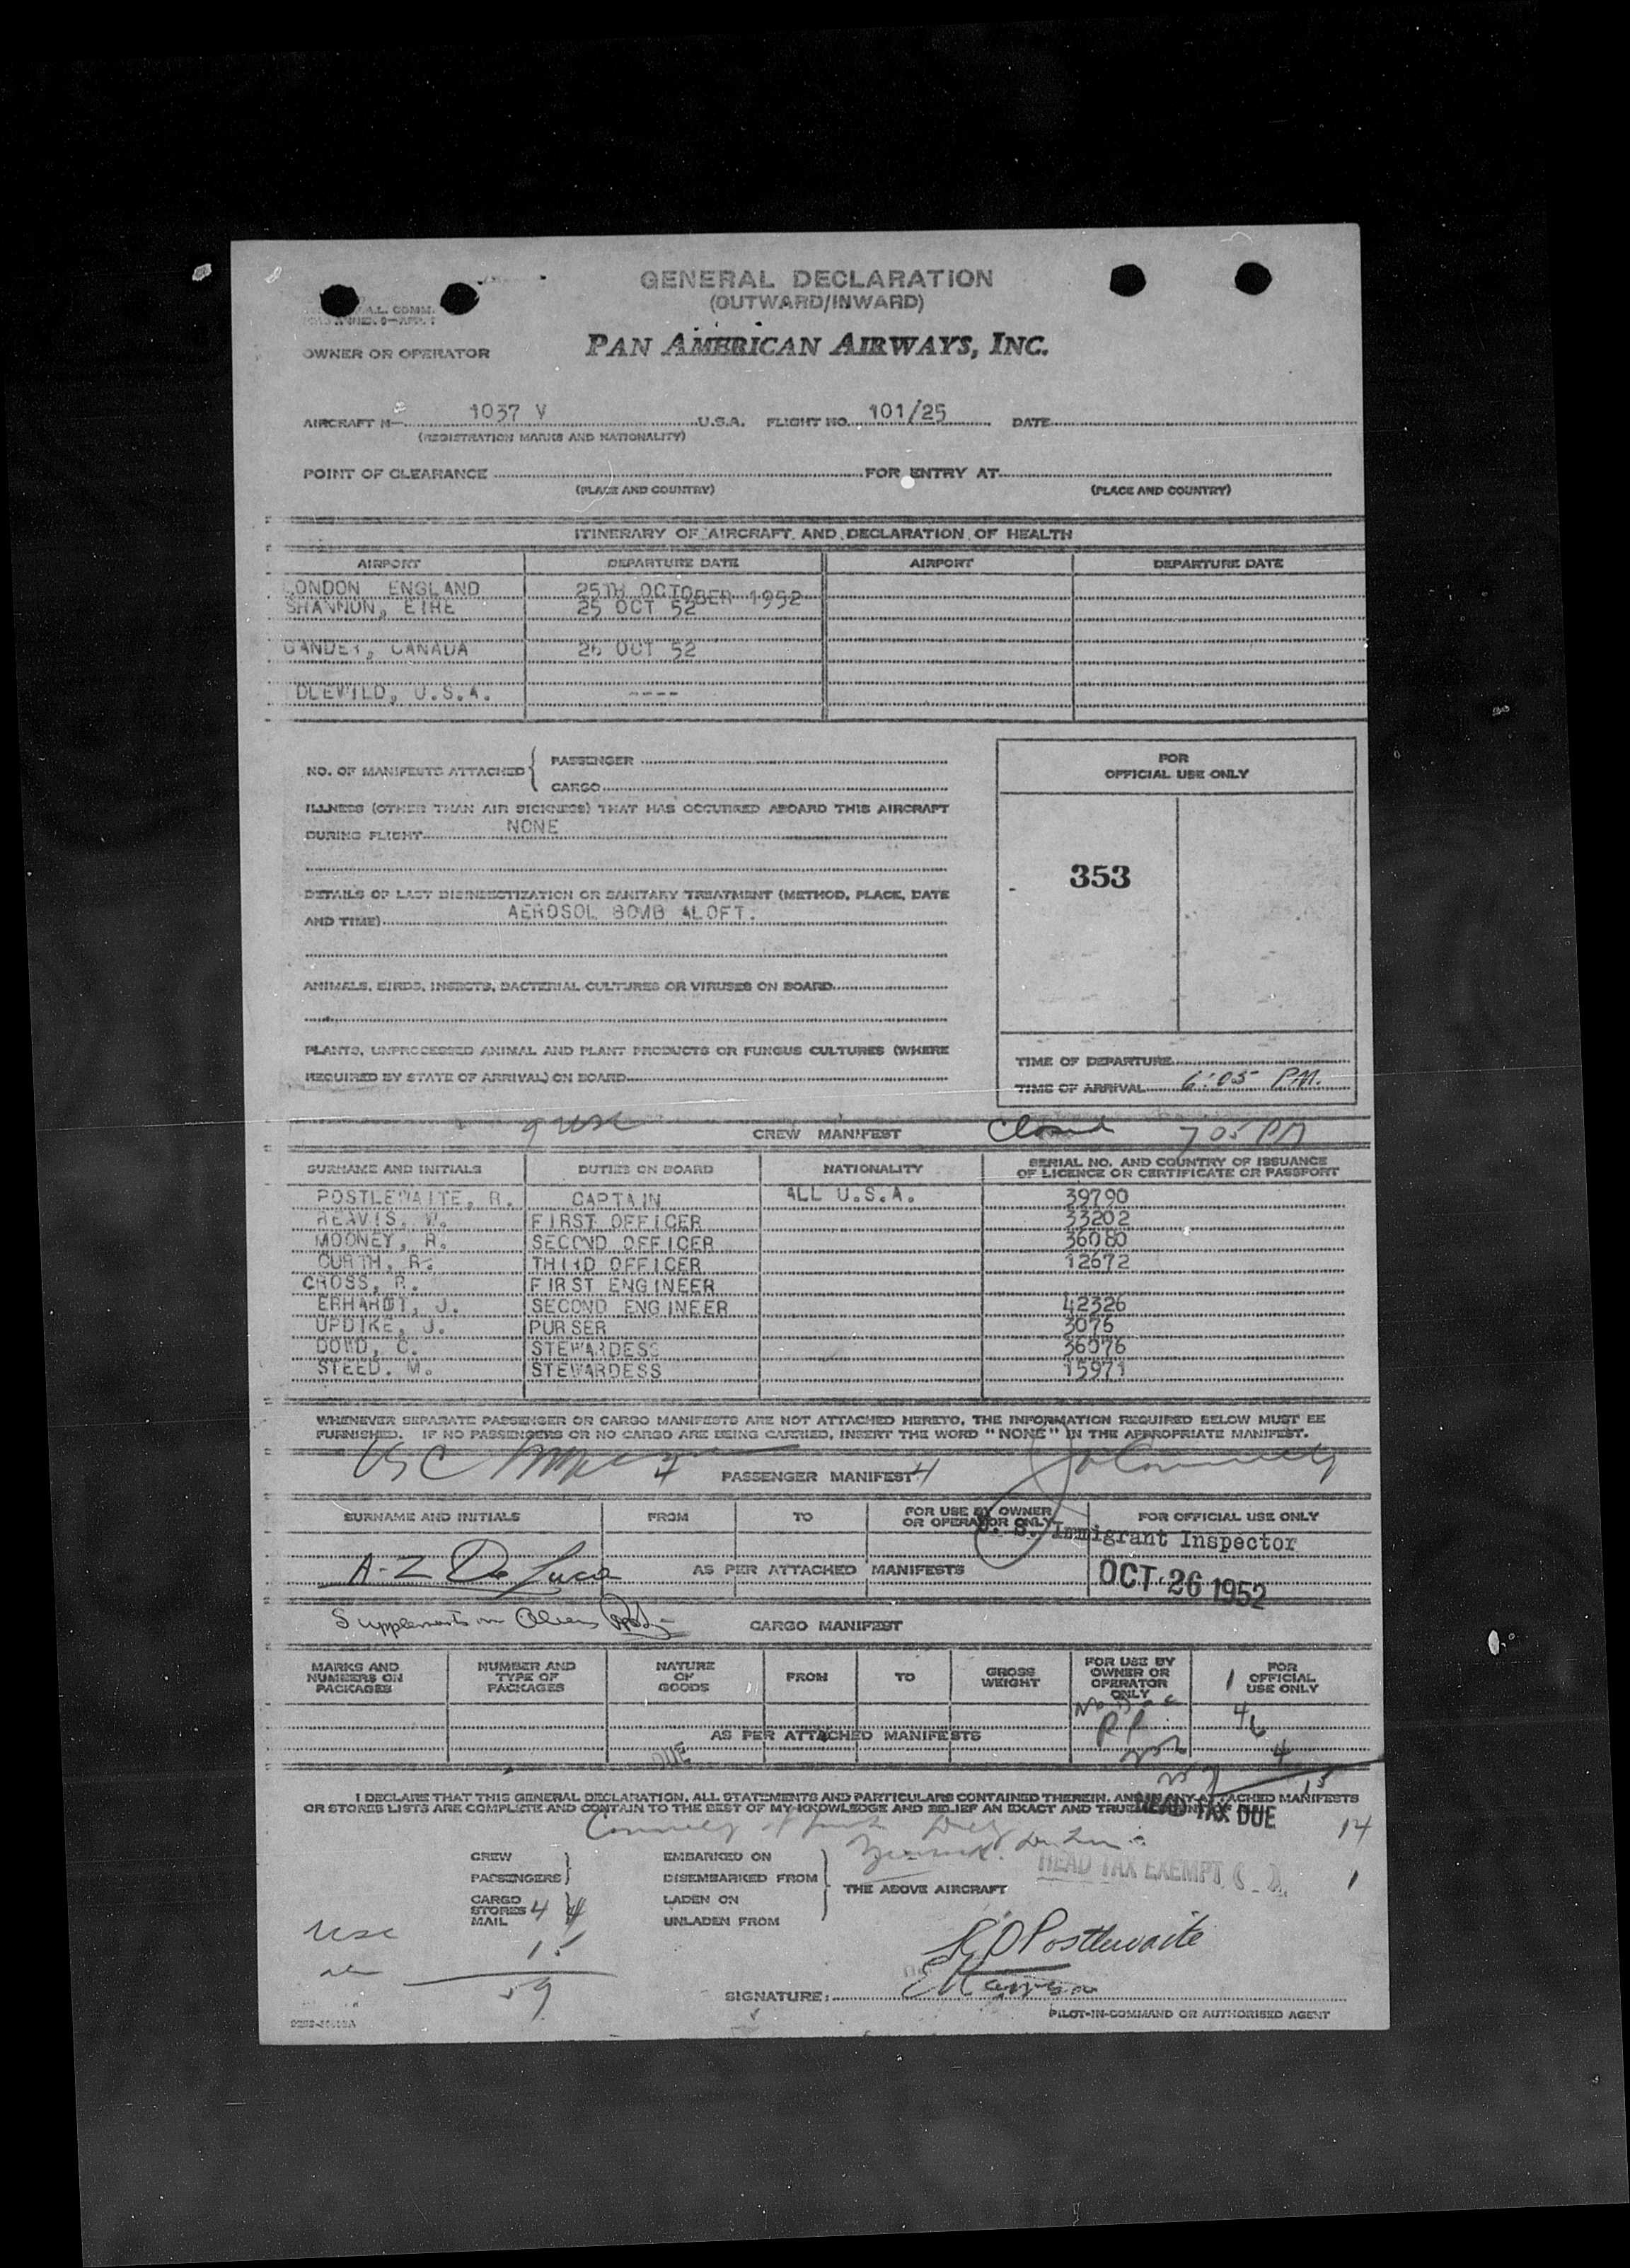 GENERAL DECLARATION
(OUTWARD/INWARD)
OWNER OR OPERATOR PAN AMERICAN AIRWAYS, INC.
AIRCRAFT N- 1037 V U.S.A. FLIGHT NO. 101/25 DATE
(REGISTRATION MARKS AND NATIONALITY)
POINT OF CLEARANCE FOR ENTRY AT
(PLACE AND COUNTRY) (PLACE AND COUNTRY)
ITINERARY OF AIRCRAFT AND DECLARATION OF HEALTH
AIRPORT DEPARTURE DATE AIRPORT DEPARTURE DATE
LONDON ENGLAND 25TH OCTOBER 1952
SHANNON, EIRE 25 OCT 52
GANDER, CANADA 26 OCT 52
IDLEWILD, U.S.A. ----
NO. OF MANIFESTS ATTACHED { PASSENGER
CARGO
FOR
OFFICIAL USE ONLY
ILLNESS (OTHER THAN AIR SICKNESS) THAT HAS OCCURRED ABOARD THIS AIRCRAFT
DURING FLIGHT NONE
353
DETAILS OF LAST DISINSECTIZATION OR SANITARY TREATMENT (METHOD, PLACE, DATE
AND TIME) AEROSOL BOMB ALOFT.
ANIMALS, BIRDS, INSECTS, BACTERIAL CULTURES OR VIRUSES ON BOARD
PLANTS, UNPROCESSED ANIMAL AND PLANT PRODUCTS OR FUNGUS CULTURES (WHERE
REQUIRED BY STATE OF ARRIVAL) ON BOARD
TIME OF DEPARTURE
TIME OF ARRIVAL 6:05 PM.
9 usc CREW MANIFEST Closed 7 05 PM
SURNAME AND INITIALS DUTIES ON BOARD NATIONALITY SERIAL NO. AND COUNTRY OF ISSUANCE
OF LICENCE OR CERTIFICATE OR PASSPORT
POSTLEWAITE, R. CAPTAIN ALL U.S.A. 39790
REAVIS, W. FIRST OFFICER 33202
MOONEY, R. SECOND OFFICER 36080
CURTH, R. THIRD OFFICER 12672
CROSS, R. FIRST ENGINEER
ERHARDT, J. SECOND ENGINEER 42326
UPDIKE, J. PURSER 3076
DOWD, C. STEWARDESS 36076
STEED. M. STEWARDESS 15971
WHENEVER SEPARATE PASSENGER OR CARGO MANIFESTS ARE NOT ATTACHED HERETO, THE INFORMATION REQUIRED BELOW MUST BE
FURNISHED. IF NO PASSENGERS OR NO CARGO ARE BEING CARRIED, INSERT THE WORD "NONE" IN THE APPROPRIATE MANIFEST.
PASSENGER MANIFEST
SURNAME AND INITIALS FROM TO FOR USE BY OWNER
OR OPERATOR ONLY FOR OFFICIAL USE ONLY
U. S. Immigrant Inspector
A-Z De Luca AS PER ATTACHED MANIFESTS OCT 26 1952
Supplements on CARGO MANIFEST
MARKS AND
NUMBERS ON
PACKAGES NUMBER AND
TYPE OF
PACKAGES NATURE
OF
GOODS FROM TO GROSS
WEIGHT FOR USE BY
OWNER OR
OPERATOR
ONLY FOR
OFFICIAL
USE ONLY
1
46
AS PER ATTACHED MANIFESTS
4
15
I DECLARE THAT THIS GENERAL DECLARATION, ALL STATEMENTS AND PARTICULARS CONTAINED THEREIN, AND IN ANY ATTACHED MANIFESTS
OR STORES LISTS ARE COMPLETE AND CONTAIN TO THE BEST OF MY KNOWLEDGE AND BELIEF AN EXACT AND TRUE
HEAD TAX DUE 14
CREW
PASSENGERS
CARGO
STORES 4 4
MAIL
EMBARKED ON
DISEMBARKED FROM
LADEN ON
UNLADEN FROM
THE ABOVE AIRCRAFT
HEAD TAX EXEMPT ( ) 1
usc
15
59
R D Postlewaite
SIGNATURE:
PILOT-IN-COMMAND OR AUTHORISED AGENT